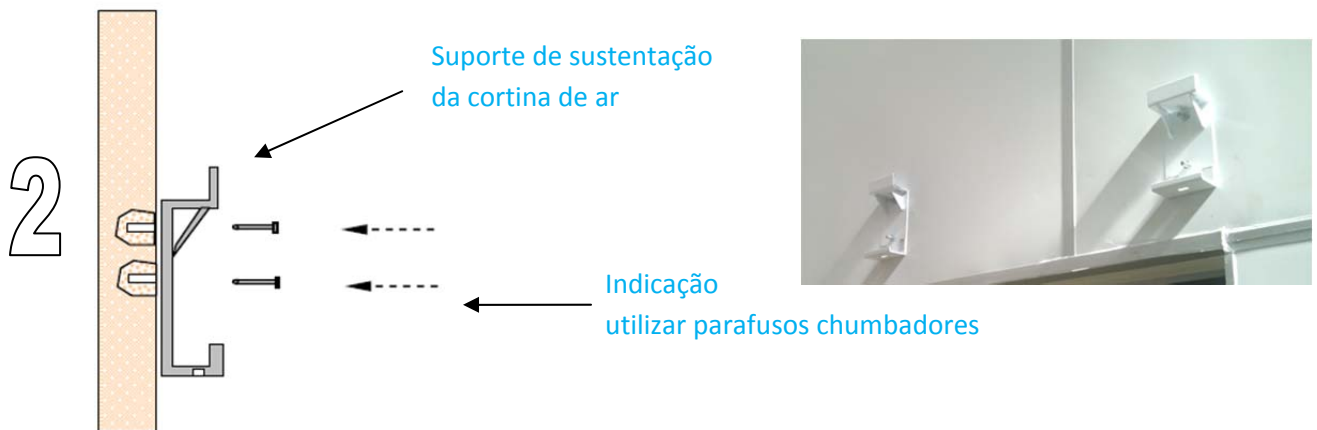 2
Suporte de sustentação
da cortina de ar
Indicação
utilizar parafusos chumbadores